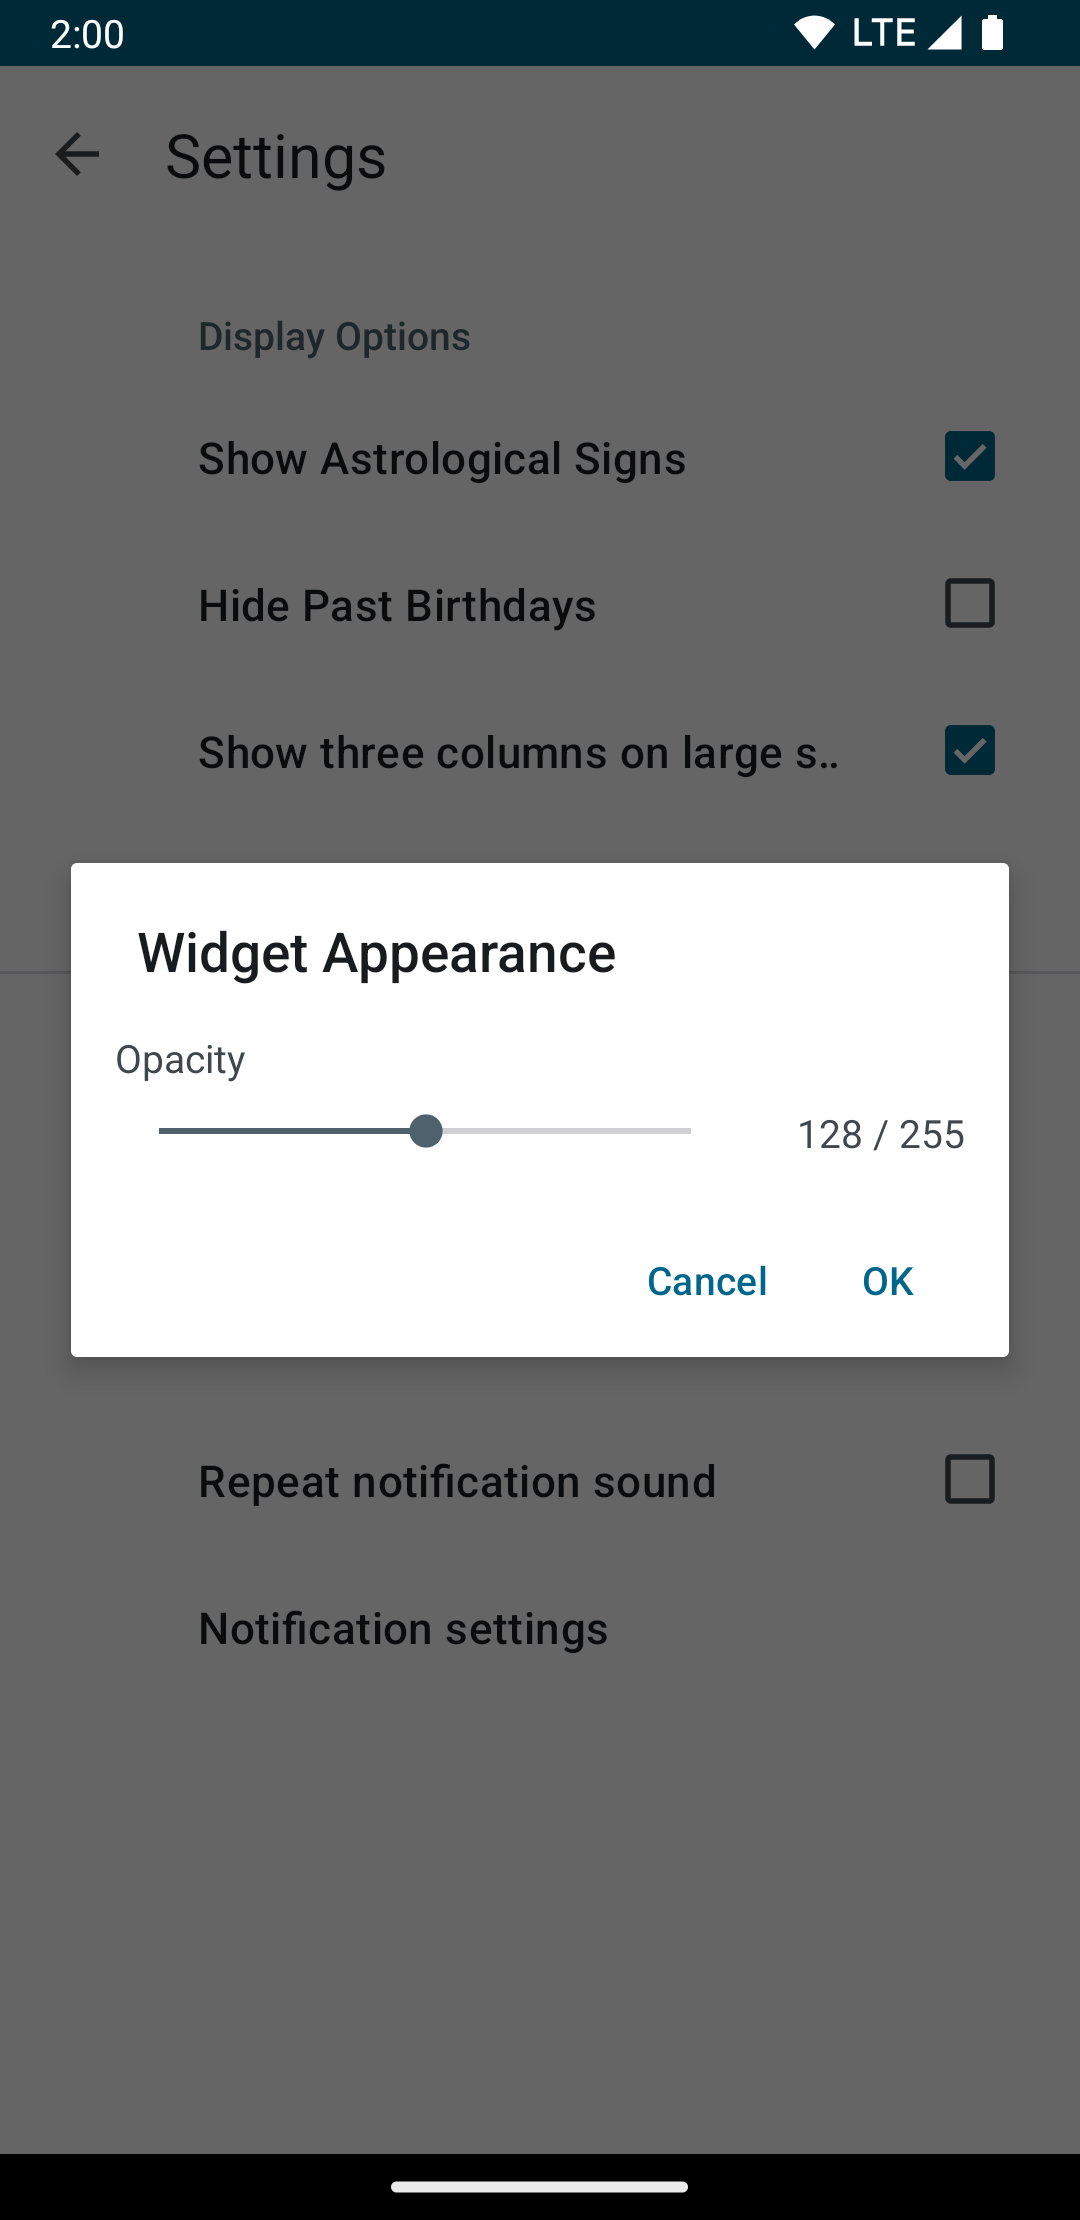 2:00 LTE
Settings
Display Options
Show Astrological Signs
Hide Past Birthdays
Show three columns on large s..
Widget Appearance
Opacity
128 / 255
Cancel OK
Repeat notification sound
Notification settings